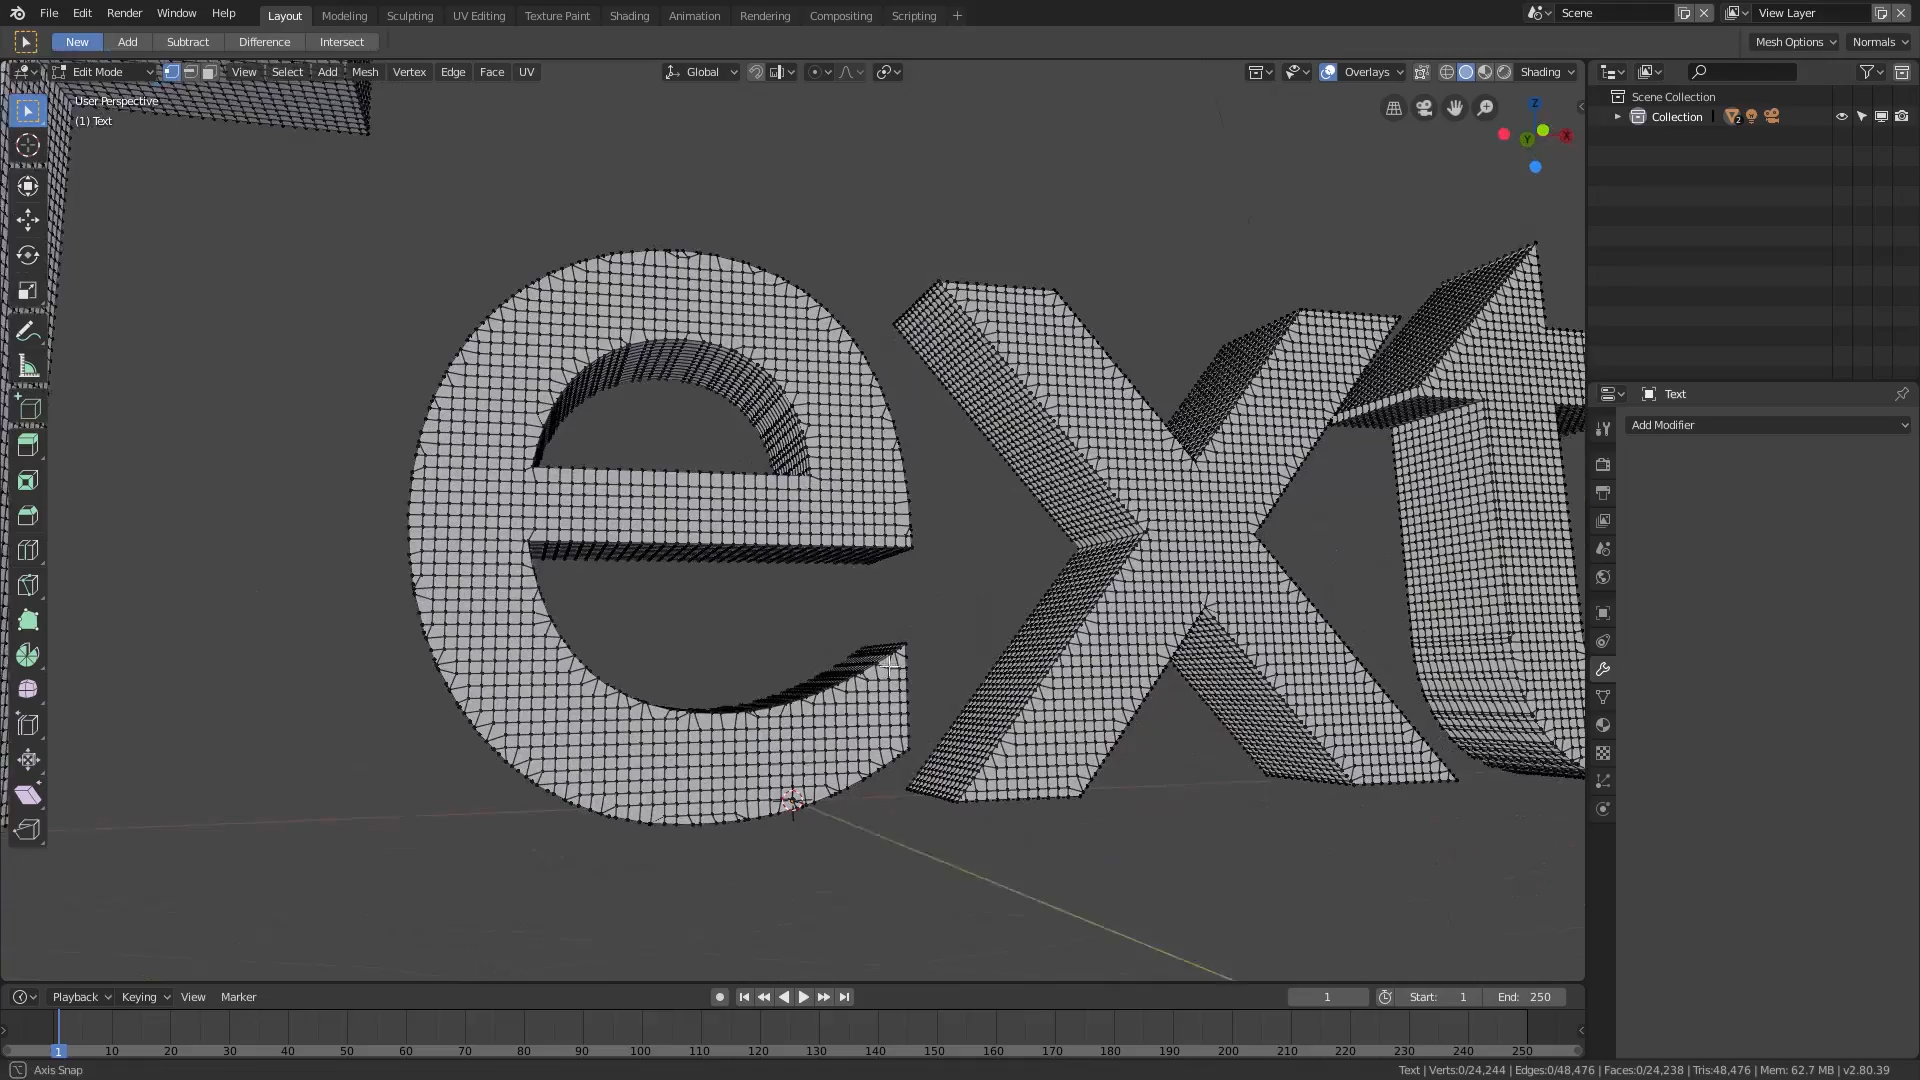 File Edit Render Window Help Layout Modeling Sculpting UV Editing Texture Paint Shading Animation Rendering Compositing Scripting + Scene View Layer
New Add Subtract Difference Intersect Mesh Options Normals
Edit Mode View Select Add Mesh Vertex Edge Face UV Global Overlays Shading
User Perspective
(1) Text
Scene Collection
Collection 2
Z
X
Y
ext
Text
Add Modifier
Playback Keying View Marker 1 Start: 1 End: 250
1 10 20 30 40 50 60 70 80 90 100 110 120 130 140 150 160 170 180 190 200 210 220 230 240 250
Axis Snap Text | Verts:0/24,244 | Edges:0/48,476 | Faces:0/24,238 | Tris:48,476 | Mem: 62.7 MB | v2.80.39